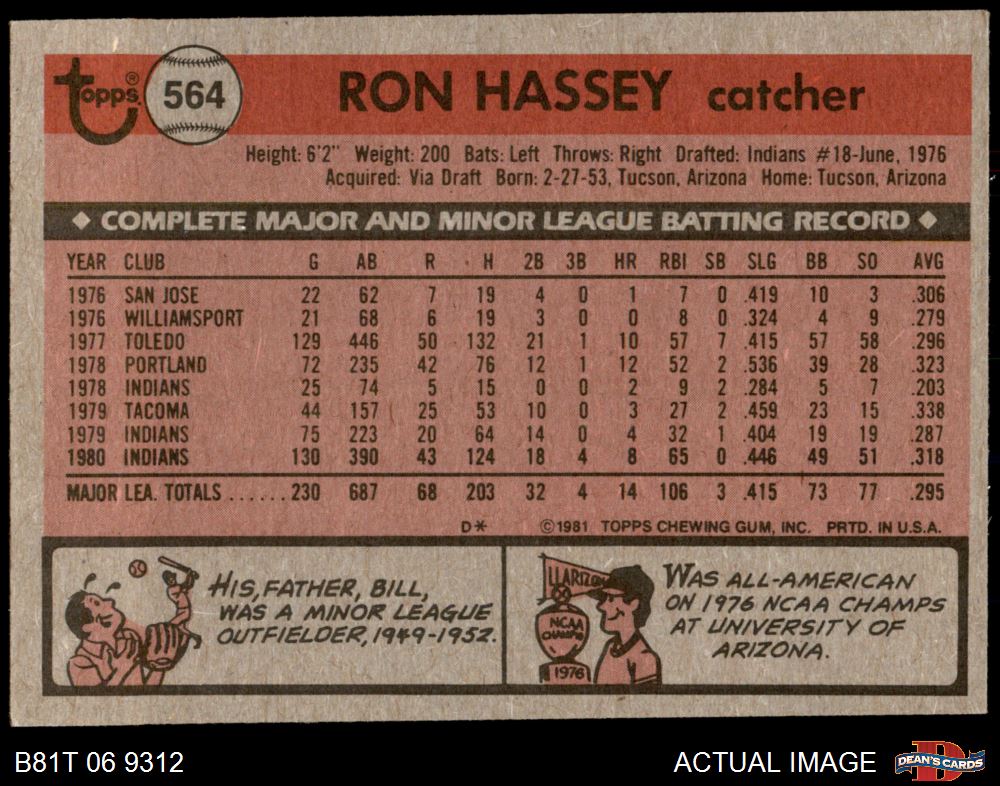 Topps® 564 RON HASSEY catcher
Height: 6'2" Weight: 200 Bats: Left Throws: Right Drafted: Indians #18-June, 1976
Acquired: Via Draft Born: 2-27-53, Tucson, Arizona Home: Tucson, Arizona
◆ COMPLETE MAJOR AND MINOR LEAGUE BATTING RECORD ◆
YEAR CLUB G AB R H 2B 3B HR RBI SB SLG BB SO AVG
1976 SAN JOSE 22 62 7 19 4 0 1 7 0 .419 10 3 .306
1976 WILLIAMSPORT 21 68 6 19 3 0 0 8 0 .324 4 9 .279
1977 TOLEDO 129 446 50 132 21 1 10 57 7 .415 57 58 .296
1978 PORTLAND 72 235 42 76 12 1 12 52 2 .536 39 28 .323
1978 INDIANS 25 74 5 15 0 0 2 9 2 .284 5 7 .203
1979 TACOMA 44 157 25 53 10 0 3 27 2 .459 23 15 .338
1979 INDIANS 75 223 20 64 14 0 4 32 1 .404 19 19 .287
1980 INDIANS 130 390 43 124 18 4 8 65 0 .446 49 51 .318
MAJOR LEA. TOTALS ...... 230 687 68 203 32 4 14 106 3 .415 73 77 .295
D* ©1981 TOPPS CHEWING GUM, INC. PRTD. IN U.S.A.
HIS, FATHER, BILL,
WAS A MINOR LEAGUE
OUTFIELDER, 1949-1952.
U ARIZO
NCAA
CHAMPS
1976
WAS ALL-AMERICAN
ON 1976 NCAA CHAMPS
AT UNIVERSITY OF
ARIZONA.
B81T 06 9312 ACTUAL IMAGE D DEAN'S CARDS